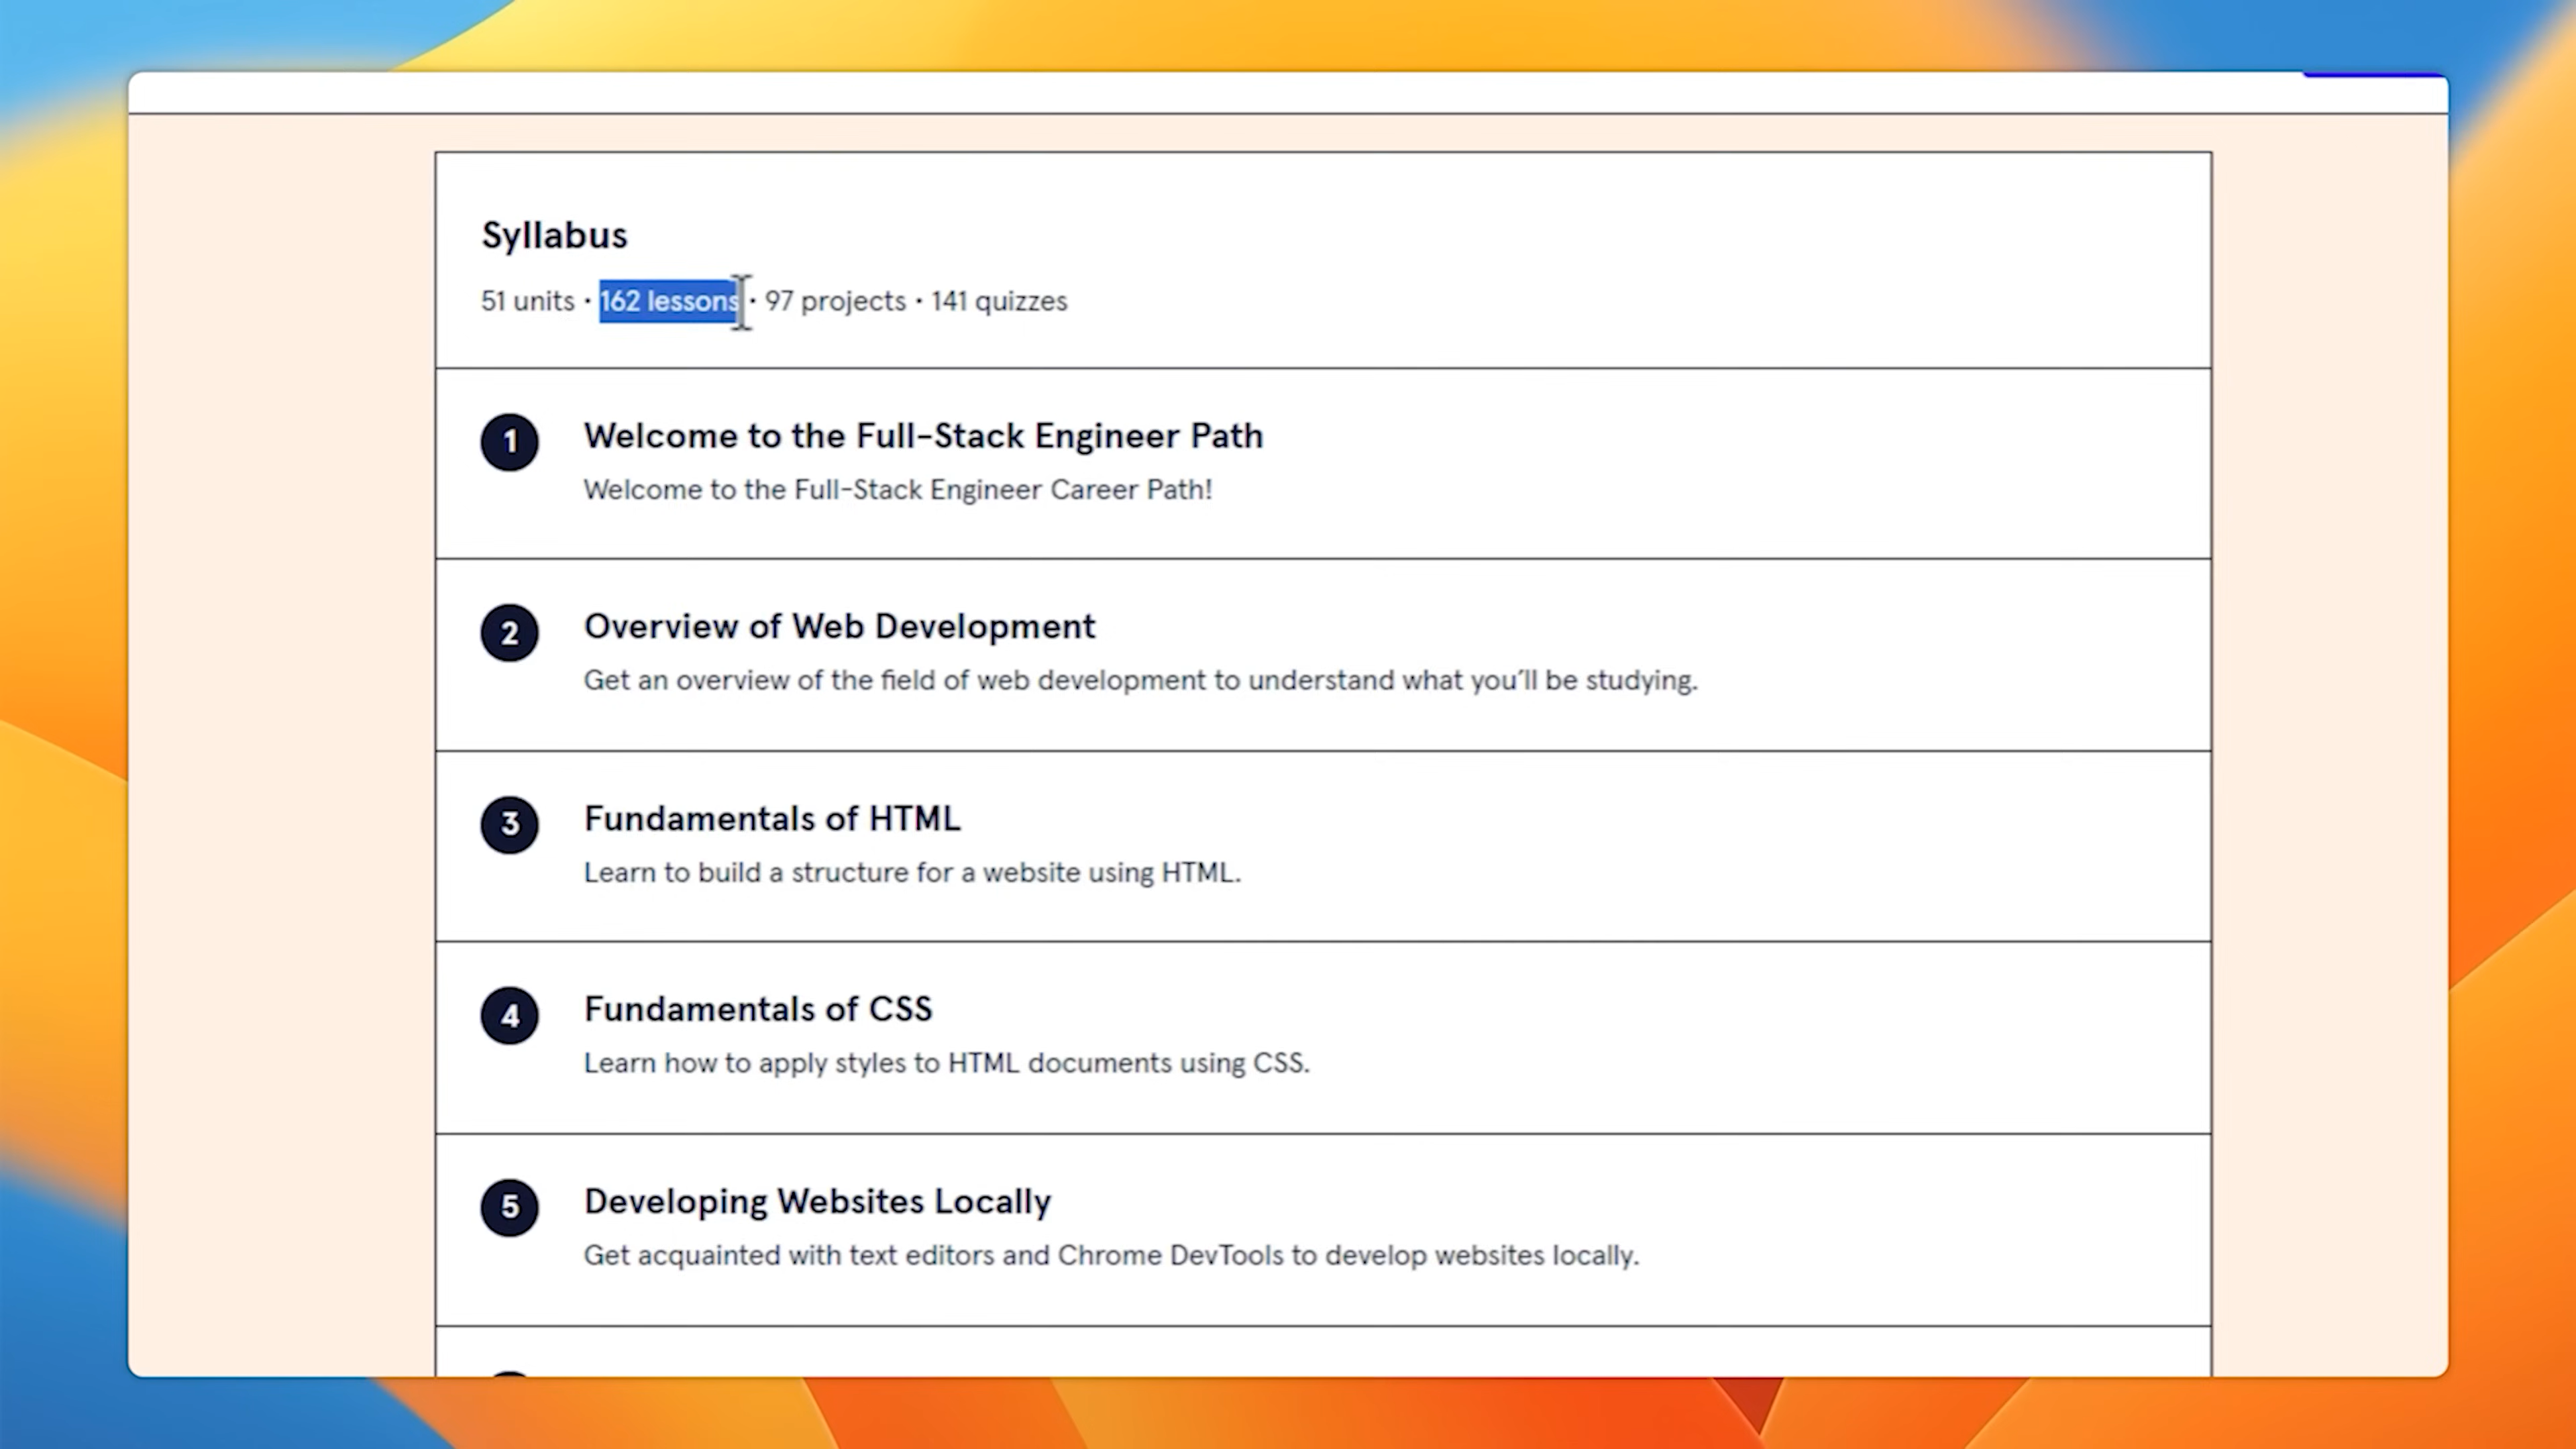 Syllabus
51 units · 162 lessons · 97 projects · 141 quizzes
1 Welcome to the Full-Stack Engineer Path
Welcome to the Full-Stack Engineer Career Path!
2 Overview of Web Development
Get an overview of the field of web development to understand what you’ll be studying.
3 Fundamentals of HTML
Learn to build a structure for a website using HTML.
4 Fundamentals of CSS
Learn how to apply styles to HTML documents using CSS.
5 Developing Websites Locally
Get acquainted with text editors and Chrome DevTools to develop websites locally.